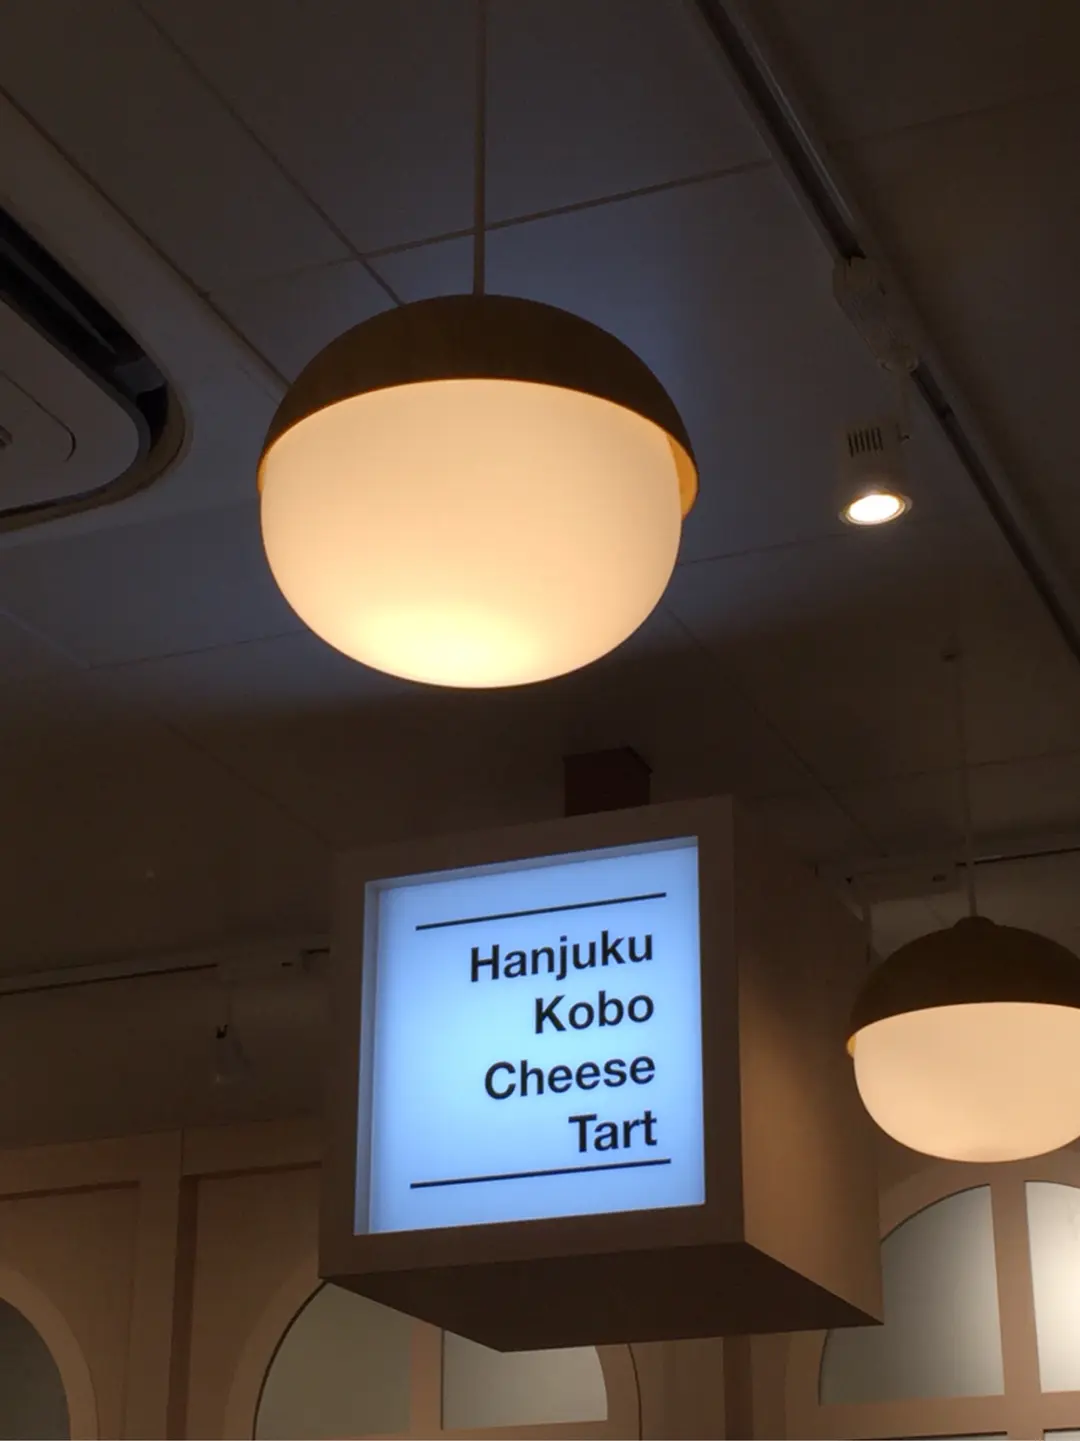 Hanjuku
Kobo
Cheese
Tart